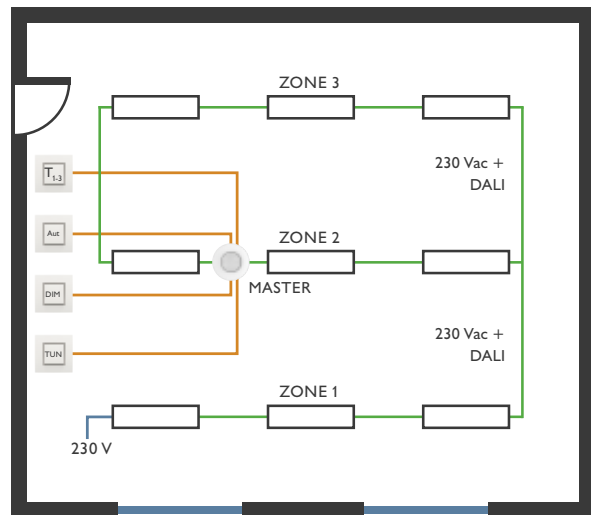 ZONE 3
230 Vac +
DALI
T1-3
Aut
ZONE 2
MASTER
DIM
230 Vac +
DALI
TUN
ZONE 1
230 V